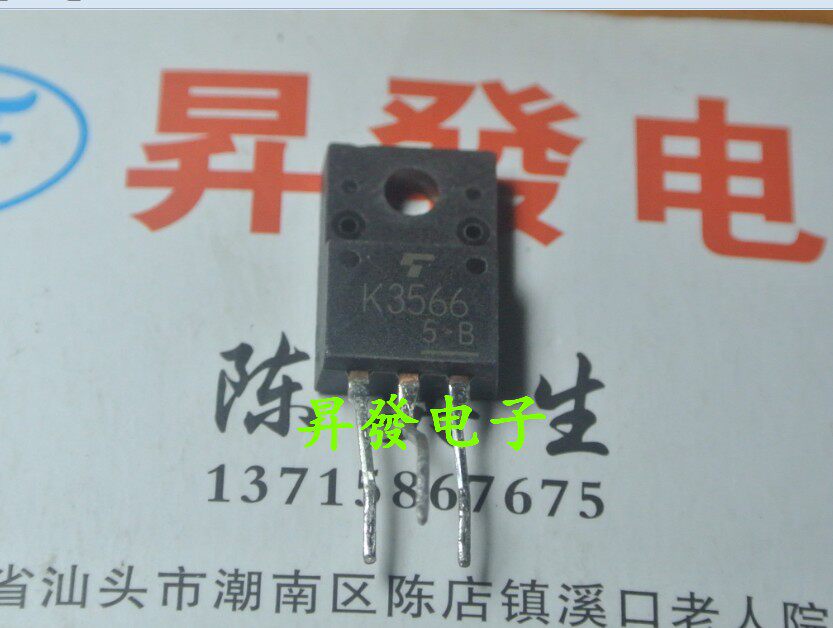 昇發电
K3566
5-B
陈 生
昇發电子
13715867675
省汕头市潮南区陈店镇溪口老人院